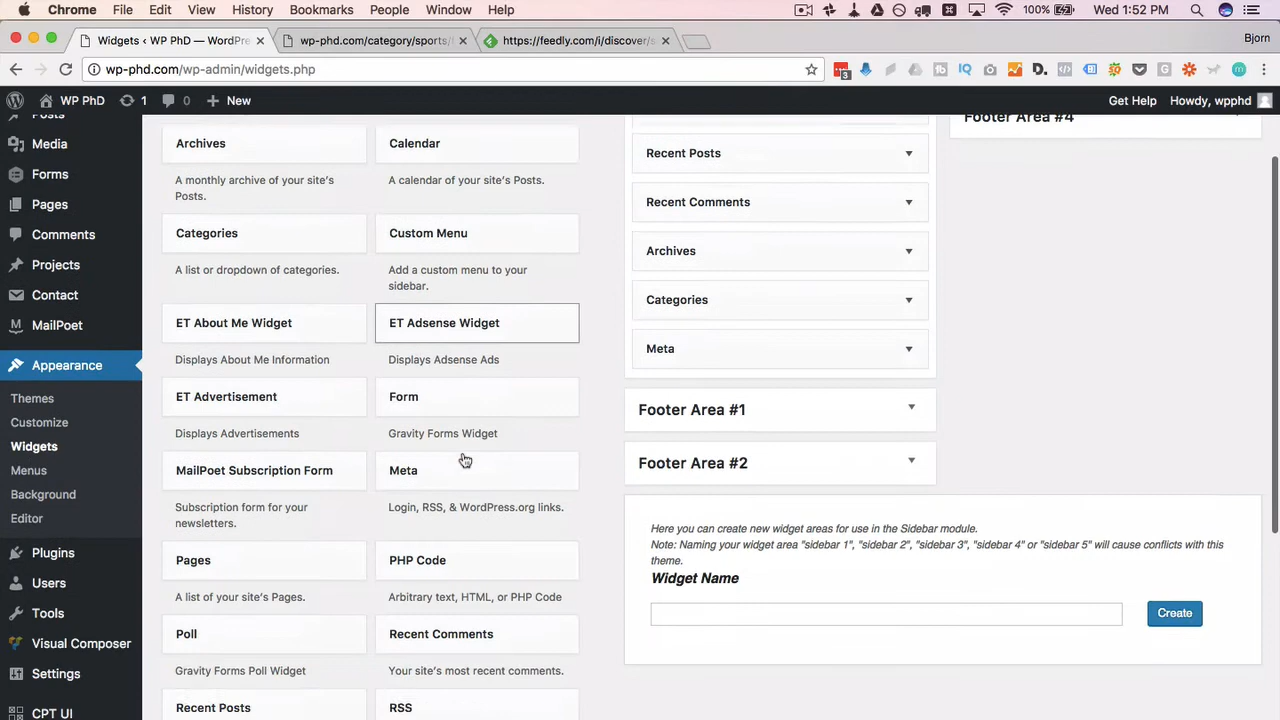 Chrome File Edit View History Bookmarks People Window Help 100% Wed 1:52 PM
Widgets ‹ WP PhD — WordPre wp-phd.com/category/sports/ https://feedly.com/i/discover/s Bjorn
wp-phd.com/wp-admin/widgets.php 3
WP PhD 1 0 New Get Help Howdy, wpphd
Posts
Media
Forms
Pages
Comments
Projects
Contact
MailPoet
Appearance
Themes
Customize
Widgets
Menus
Background
Editor
Plugins
Users
Tools
Visual Composer
Settings
CPT UI
Archives
A monthly archive of your site's
Posts.
Calendar
A calendar of your site's Posts.
Categories
A list or dropdown of categories.
Custom Menu
Add a custom menu to your
sidebar.
ET About Me Widget
Displays About Me Information
ET Adsense Widget
Displays Adsense Ads
ET Advertisement
Displays Advertisements
Form
Gravity Forms Widget
MailPoet Subscription Form
Subscription form for your
newsletters.
Meta
Login, RSS, & WordPress.org links.
Pages
A list of your site's Pages.
PHP Code
Arbitrary text, HTML, or PHP Code
Poll
Gravity Forms Poll Widget
Recent Comments
Your site's most recent comments.
Recent Posts
RSS
Recent Posts
Recent Comments
Archives
Categories
Meta
Footer Area #1
Footer Area #2
Footer Area #4
Here you can create new widget areas for use in the Sidebar module.
Note: Naming your widget area "sidebar 1", "sidebar 2", "sidebar 3", "sidebar 4" or "sidebar 5" will cause conflicts with this
theme.
Widget Name
Create